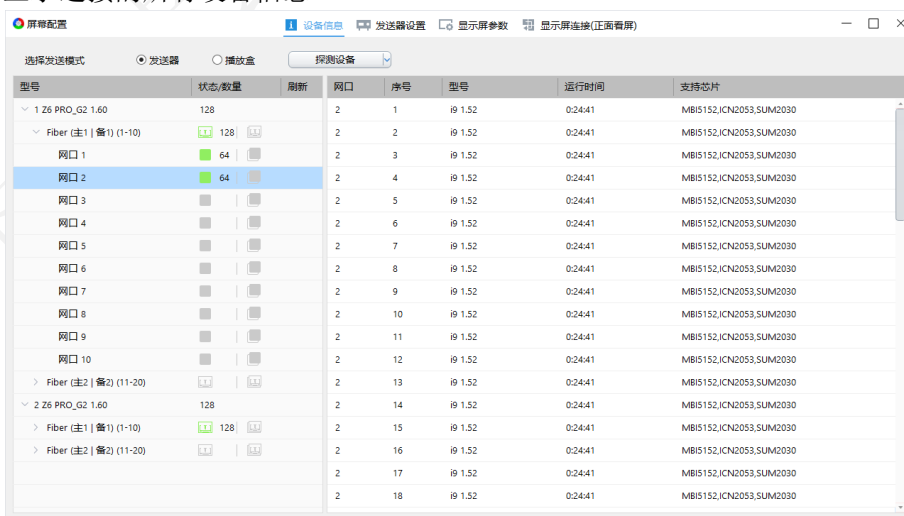 屏幕配置 设备信息 发送器设置 显示屏参数 显示屏连接(正面看屏)
选择发送模式 发送器 播放盒 探测设备
型号 状态/数量 刷新 网口 序号 型号 运行时间 支持芯片
1 Z6 PRO_G2 1.60 128 2 1 i9 1.52 0:24:41 MBI5152,ICN2053,SUM2030
Fiber (主1 | 备1) (1-10) 128 2 2 i9 1.52 0:24:41 MBI5152,ICN2053,SUM2030
网口 1 64 2 3 i9 1.52 0:24:41 MBI5152,ICN2053,SUM2030
网口 2 64 2 4 i9 1.52 0:24:41 MBI5152,ICN2053,SUM2030
网口 3 2 5 i9 1.52 0:24:41 MBI5152,ICN2053,SUM2030
网口 4 2 6 i9 1.52 0:24:41 MBI5152,ICN2053,SUM2030
网口 5 2 7 i9 1.52 0:24:41 MBI5152,ICN2053,SUM2030
网口 6 2 8 i9 1.52 0:24:41 MBI5152,ICN2053,SUM2030
网口 7 2 9 i9 1.52 0:24:41 MBI5152,ICN2053,SUM2030
网口 8 2 10 i9 1.52 0:24:41 MBI5152,ICN2053,SUM2030
网口 9 2 11 i9 1.52 0:24:41 MBI5152,ICN2053,SUM2030
网口 10 2 12 i9 1.52 0:24:41 MBI5152,ICN2053,SUM2030
Fiber (主2 | 备2) (11-20) 2 13 i9 1.52 0:24:41 MBI5152,ICN2053,SUM2030
2 Z6 PRO_G2 1.60 128 2 14 i9 1.52 0:24:41 MBI5152,ICN2053,SUM2030
Fiber (主1 | 备1) (1-10) 128 2 15 i9 1.52 0:24:41 MBI5152,ICN2053,SUM2030
Fiber (主2 | 备2) (11-20) 2 16 i9 1.52 0:24:41 MBI5152,ICN2053,SUM2030
2 17 i9 1.52 0:24:41 MBI5152,ICN2053,SUM2030
2 18 i9 1.52 0:24:41 MBI5152,ICN2053,SUM2030